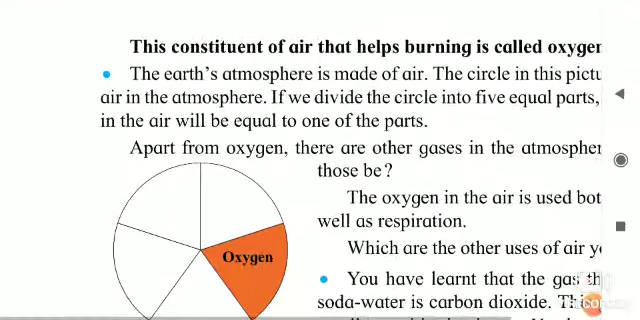 This constituent of air that helps burning is called oxygen
• The earth's atmosphere is made of air. The circle in this pictu
air in the atmosphere. If we divide the circle into five equal parts,
in the air will be equal to one of the parts.
Apart from oxygen, there are other gases in the atmospher
those be?
The oxygen in the air is used bot
well as respiration.
Oxygen
Which are the other uses of air y
• You have learnt that the gas th
soda-water is carbon dioxide. Thi